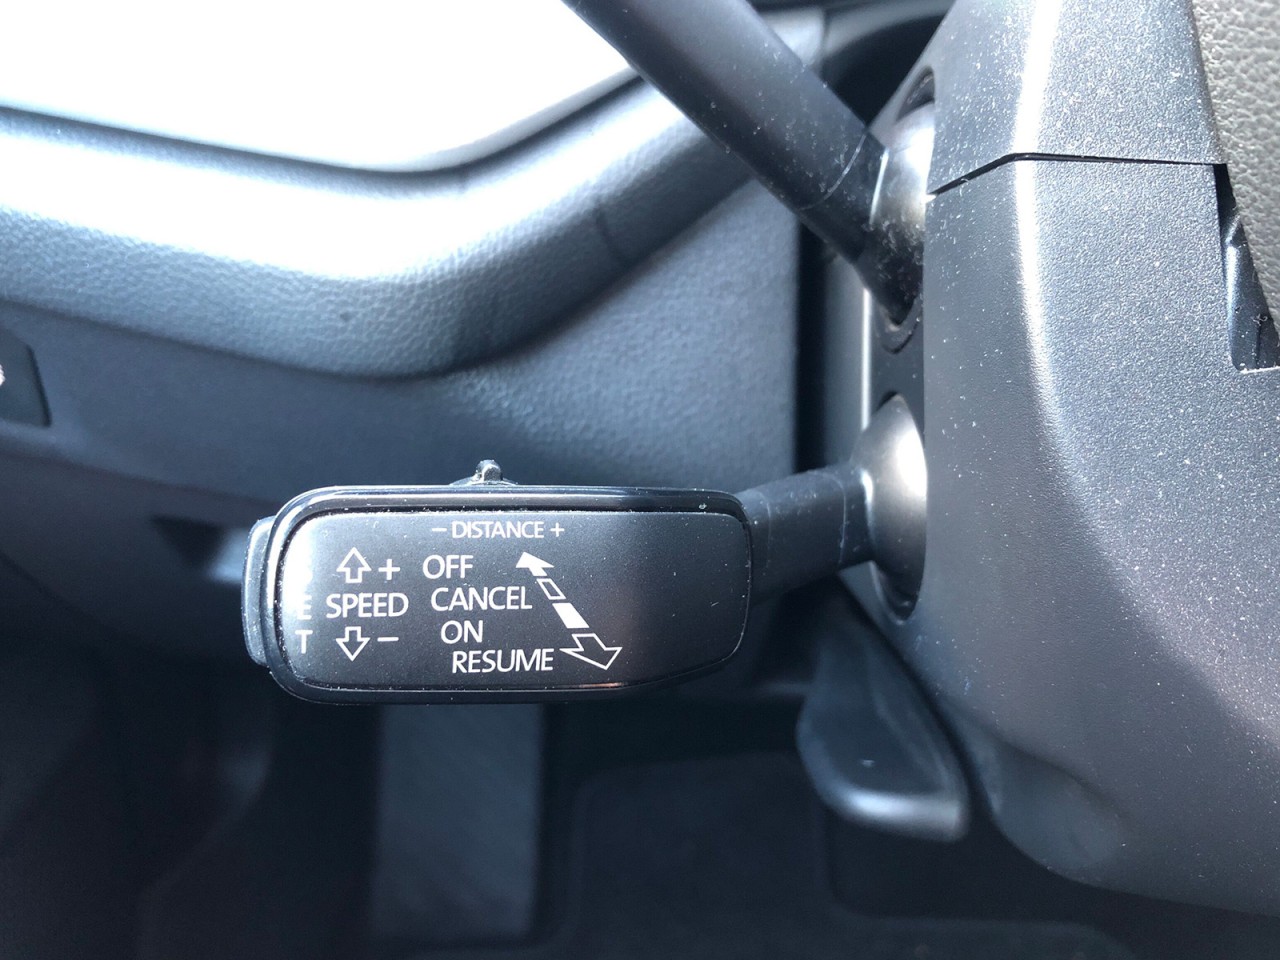 − DISTANCE +
+ OFF
SPEED CANCEL
− ON
RESUME
E
T